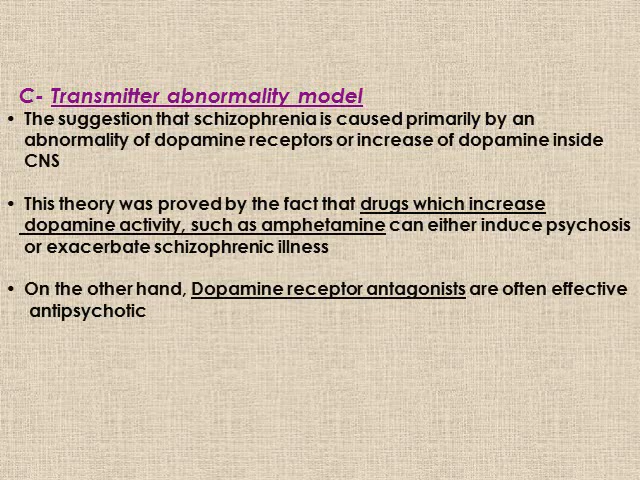 C- Transmitter abnormality model
• The suggestion that schizophrenia is caused primarily by an
abnormality of dopamine receptors or increase of dopamine inside
CNS
• This theory was proved by the fact that drugs which increase
dopamine activity, such as amphetamine can either induce psychosis
or exacerbate schizophrenic illness
• On the other hand, Dopamine receptor antagonists are often effective
antipsychotic